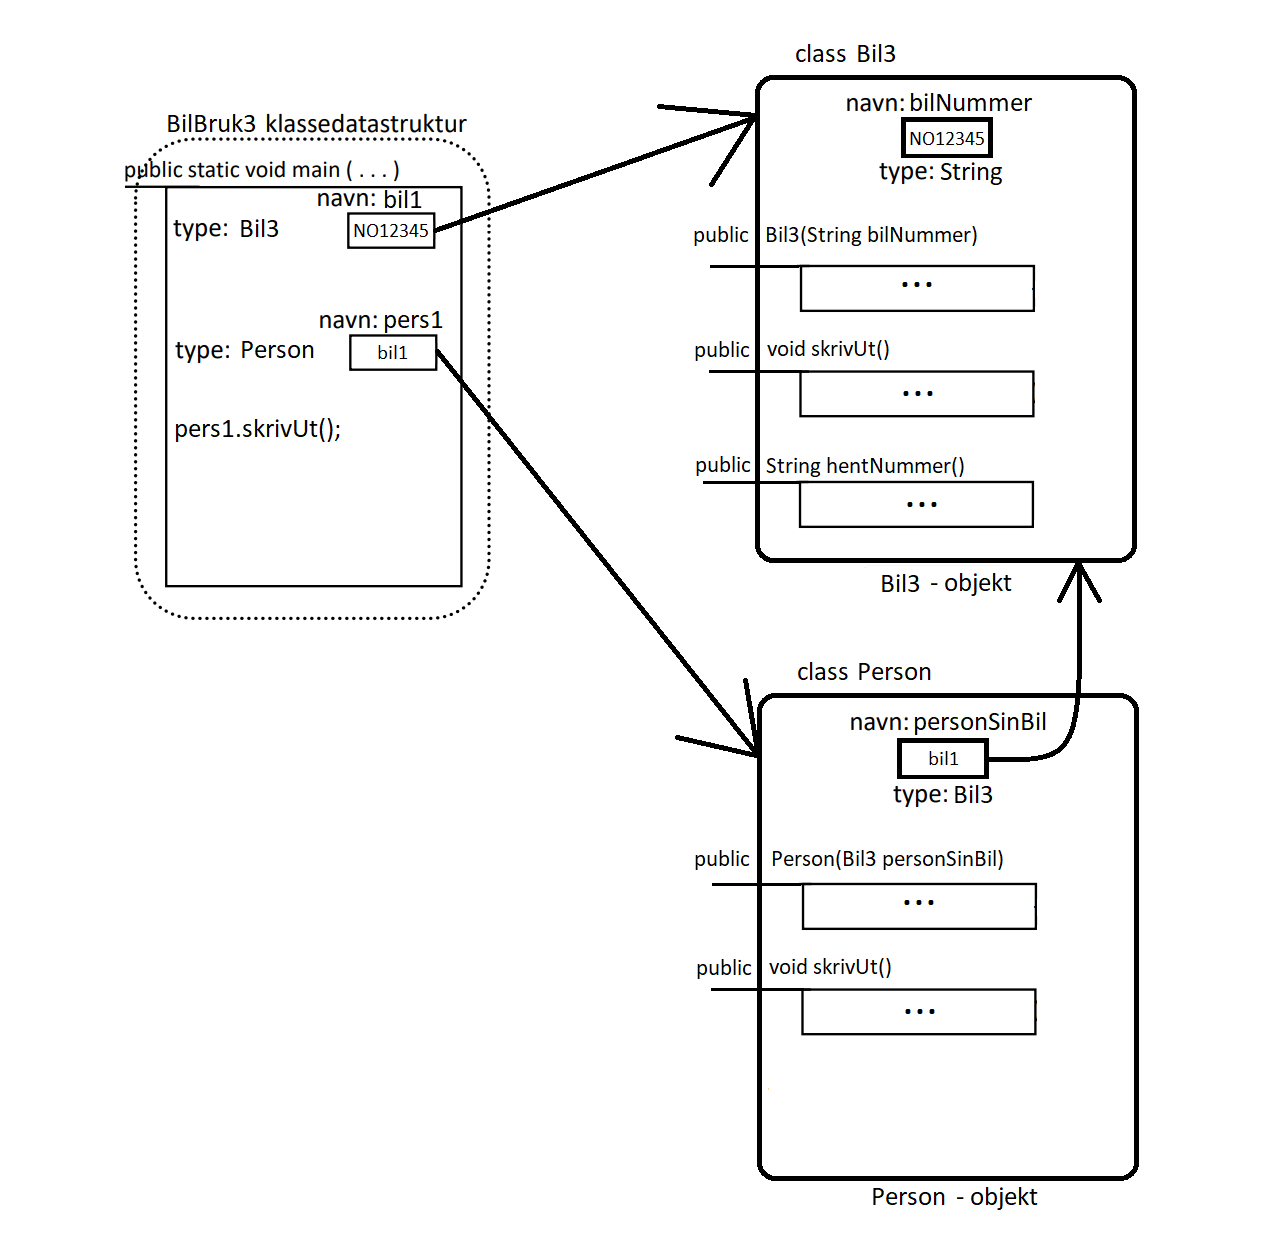 BilBruk3 klassedatastruktur
public static void main ( . . . )
navn: bil1
type: Bil3
NO12345
navn: pers1
type: Person
bil1
pers1.skrivUt();
class Bil3
navn: bilNummer
NO12345
type: String
public Bil3(String bilNummer)
...
public void skrivUt()
...
public String hentNummer()
...
Bil3 - objekt
class Person
navn: personSinBil
bil1
type: Bil3
public Person(Bil3 personSinBil)
...
public void skrivUt()
...
Person - objekt